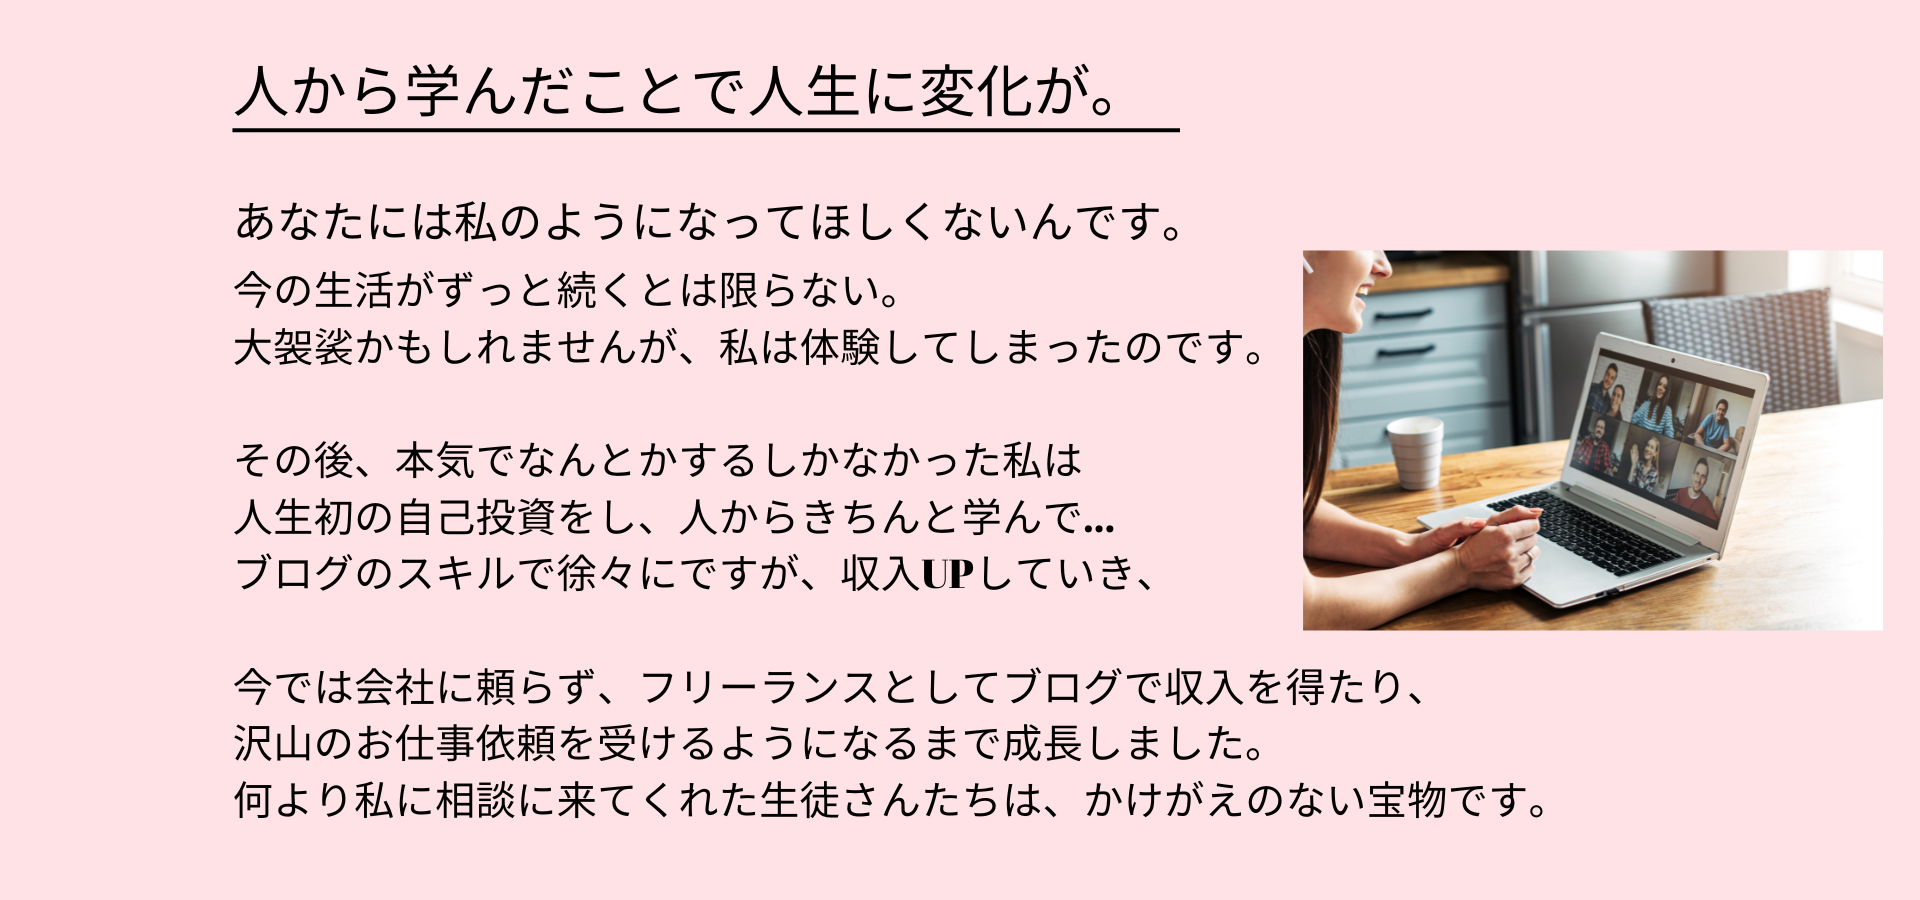 人から学んだことで人生に変化が。
あなたには私のようになってほしくないんです。
今の生活がずっと続くとは限らない。
大袈裟かもしれませんが、私は体験してしまったのです。
その後、本気でなんとかするしかなかった私は
人生初の自己投資をし、人からきちんと学んで...
ブログのスキルで徐々にですが、収入UPしていき、
今では会社に頼らず、フリーランスとしてブログで収入を得たり、
沢山のお仕事依頼を受けるようになるまで成長しました。
何より私に相談に来てくれた生徒さんたちは、かけがえのない宝物です。